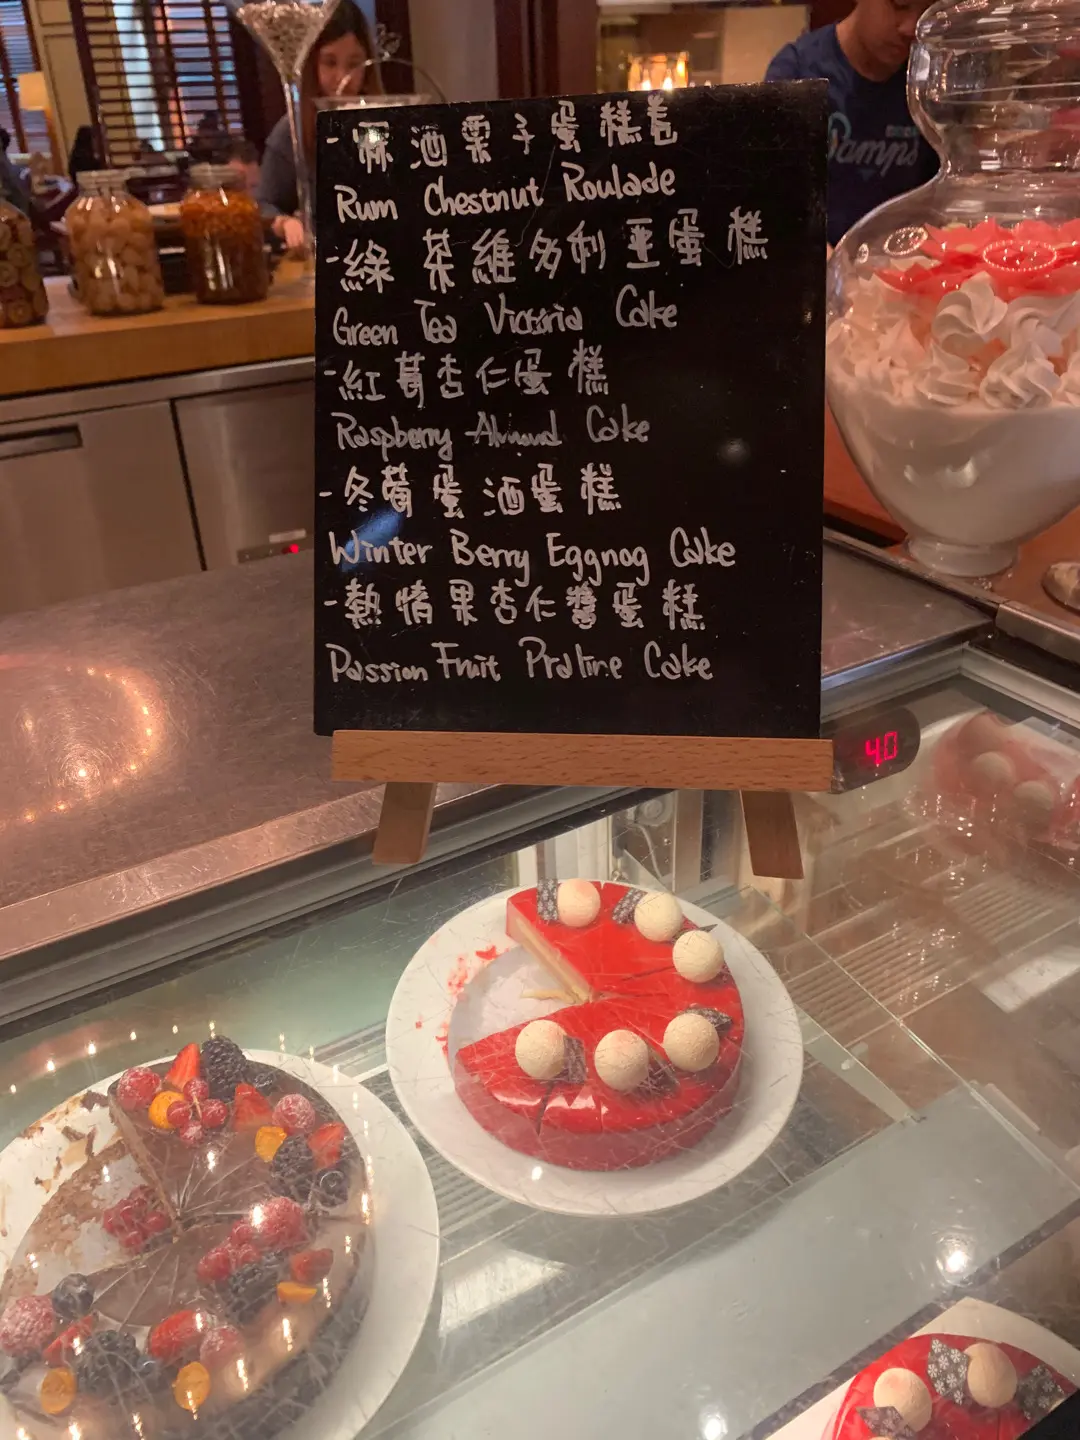 - 冧酒栗子蛋糕卷
Rum Chestnut Roulade
- 綠茶維多利亜蛋糕
Green Tea Victoria Cake
- 紅莓杏仁蛋糕
Raspberry Almond Cake
- 冬莓蛋酒蛋糕
Winter Berry Eggnog Cake
- 熱情果杏仁醬蛋糕
Passion Fruit Praline Cake
4.0